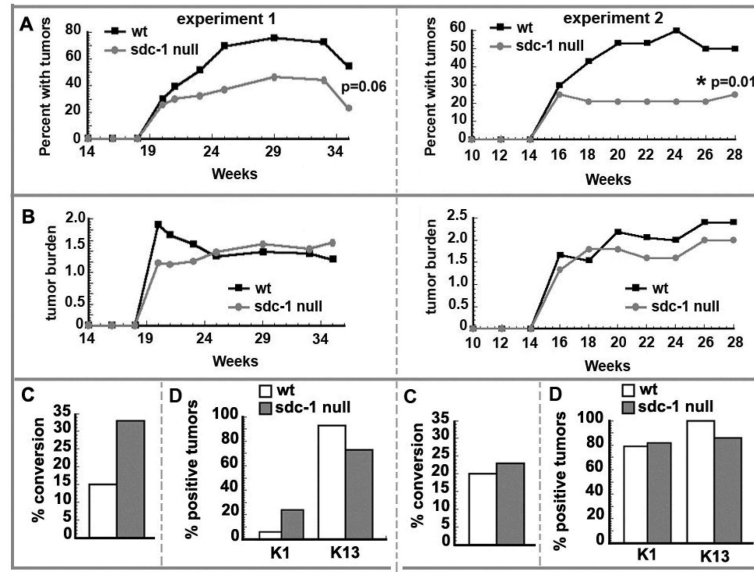 A
experiment 1
wt
sdc-1 null
Percent with tumors
80
60
40
20
0
p=0.06
14
19
24
29
34
Weeks
experiment 2
wt
sdc-1 null
Percent with tumors
60
50
40
30
20
10
0
* p=0.01
10 12 14 16 18 20 22 24 26 28
Weeks
B
tumor burden
2.0
1.5
1.0
0.5
0
wt
sdc-1 null
14
19
24
29
34
Weeks
tumor burden
2.5
2.0
1.5
1.0
0.5
0
wt
sdc-1 null
10 12 14 16 18 20 22 24 26 28
Weeks
C
% conversion
35
30
25
20
15
10
5
0
D
wt
sdc-1 null
% positive tumors
100
80
60
40
20
0
K1
K13
C
% conversion
35
30
25
20
15
10
5
0
D
wt
sdc-1 null
% positive tumors
100
80
60
40
20
0
K1
K13